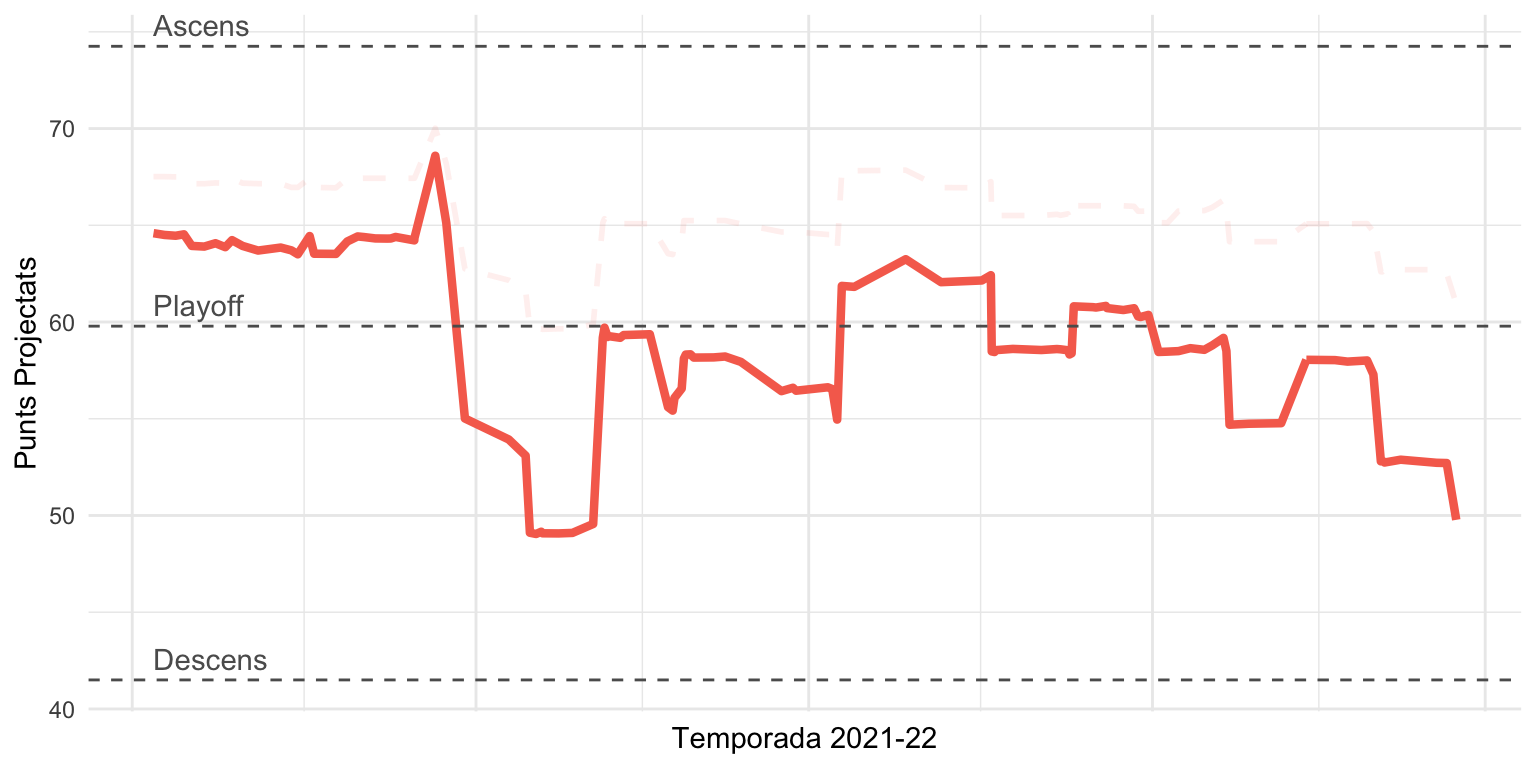 Ascens
70
Playoff
60
Punts Projectats
50
Descens
40
Temporada 2021-22